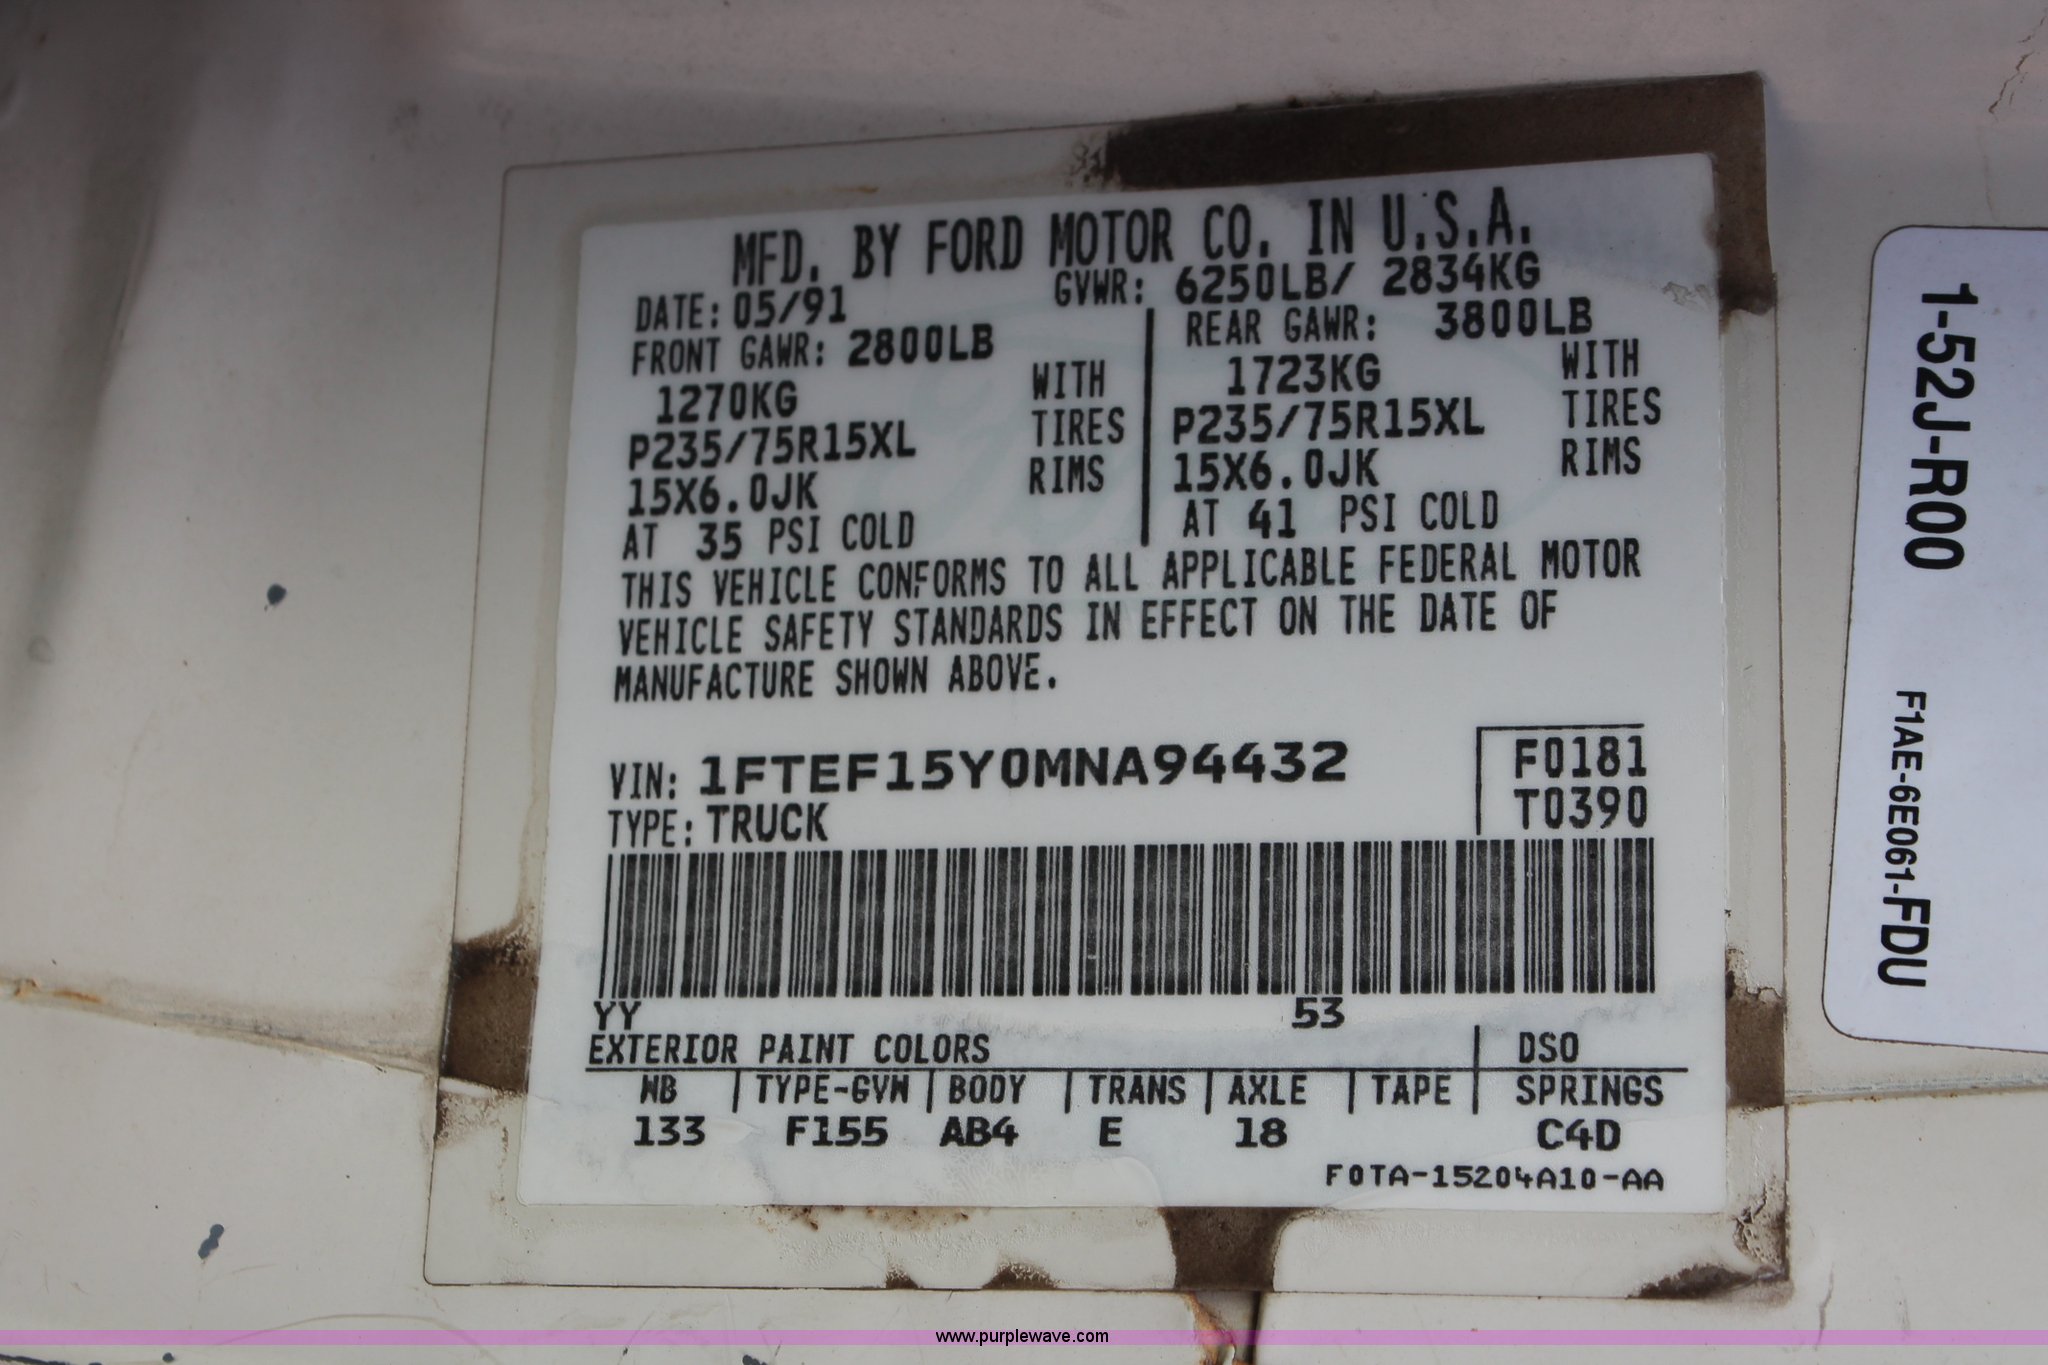 MFD. BY FORD MOTOR CO. IN U.S.A.
DATE: 05/91 GVWR: 6250LB/ 2834KG
FRONT GAWR: 2800LB REAR GAWR: 3800LB
1270KG WITH 1723KG WITH
P235/75R15XL TIRES P235/75R15XL TIRES
15X6.0JK RIMS 15X6.0JK RIMS
AT 35 PSI COLD AT 41 PSI COLD
THIS VEHICLE CONFORMS TO ALL APPLICABLE FEDERAL MOTOR
VEHICLE SAFETY STANDARDS IN EFFECT ON THE DATE OF
MANUFACTURE SHOWN ABOVE.
VIN: 1FTEF15Y0MNA94432 F0181
TYPE: TRUCK T0390
YY 53
EXTERIOR PAINT COLORS DSO
WB TYPE-GVW BODY TRANS AXLE TAPE SPRINGS
133 F155 AB4 E 18 C4D
F0TA-15204A10-AA
1-52J-R00
F1AE-6E061-FDU
www.purplewave.com